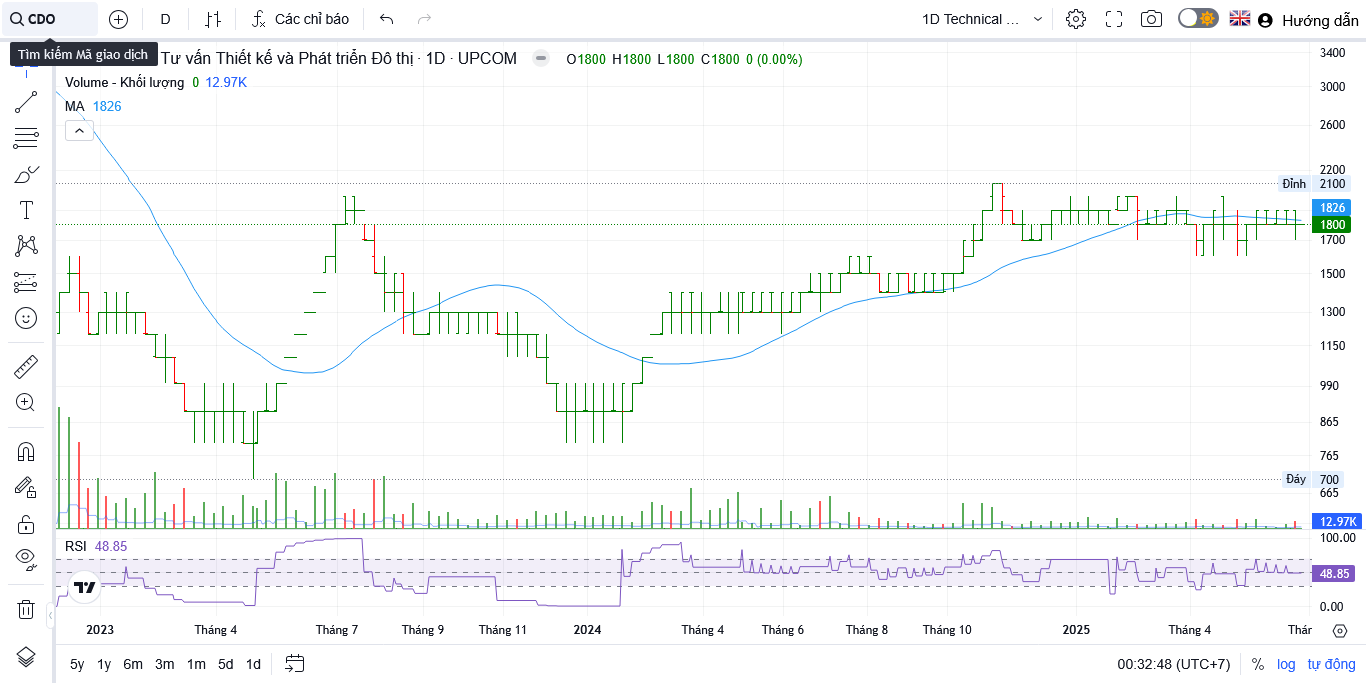 CDO
D
Các chỉ báo
1D Technical ...
Hướng dẫn
Tìm kiếm Mã giao dịch
Tư vấn Thiết kế và Phát triển Đô thị · 1D · UPCOM
O1800 H1800 L1800 C1800 0 (0.00%)
Volume - Khối lượng 0 12.97K
MA 1826
3400
3000
2600
2200
Đỉnh 2100
1826
1800
1700
1500
1300
1150
990
865
765
Đáy 700
665
12.97K
RSI 48.85
100.00
48.85
0.00
2023 Tháng 4 Tháng 7 Tháng 9 Tháng 11 2024 Tháng 4 Tháng 6 Tháng 8 Tháng 10 2025 Tháng 4 Thár
5y 1y 6m 3m 1m 5d 1d
00:32:48 (UTC+7) % log tự động